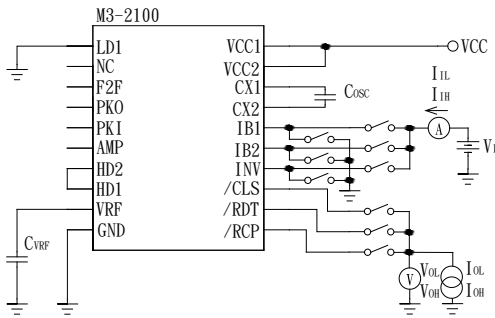 M3-2100
LD1 VCC1 VCC
NC VCC2
F2F CX1 COSC IIL
PKO CX2 IIH
PKI IB1 A
AMP IB2
HD2 INV
HD1 /CLS
VRF /RDT
GND /RCP
CVRF V VOL VOH IOL IOH